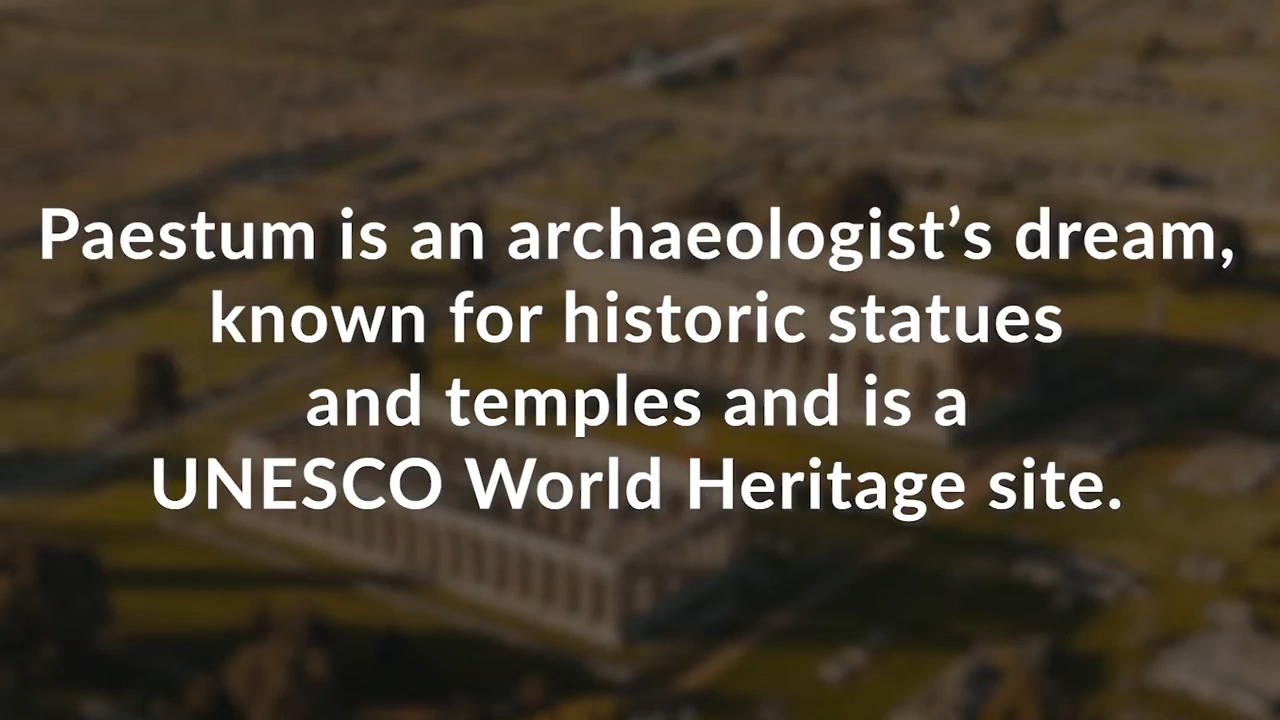 Paestum is an archaeologist’s dream,
known for historic statues
and temples and is a
UNESCO World Heritage site.